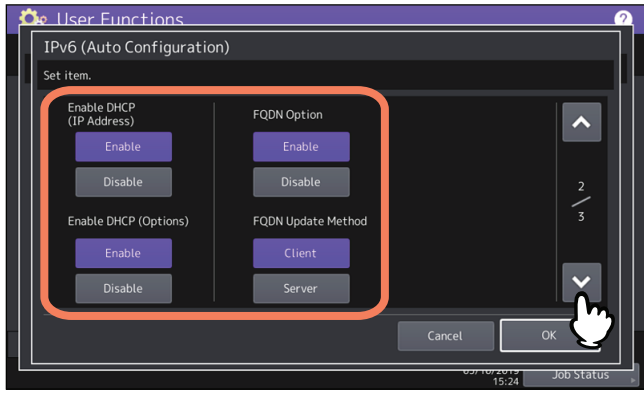 User Functions
?
IPv6 (Auto Configuration)
Set item.
Enable DHCP
(IP Address)
Enable
Disable
FQDN Option
Enable
Disable
Enable DHCP (Options)
Enable
Disable
FQDN Update Method
Client
Server
2
3
Cancel
OK
15:24
Job Status